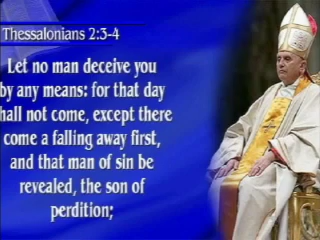 Thessalonians 2:3-4
Let no man deceive you
by any means: for that day
hall not come, except there
come a falling away first,
and that man of sin be
revealed, the son of
perdition;